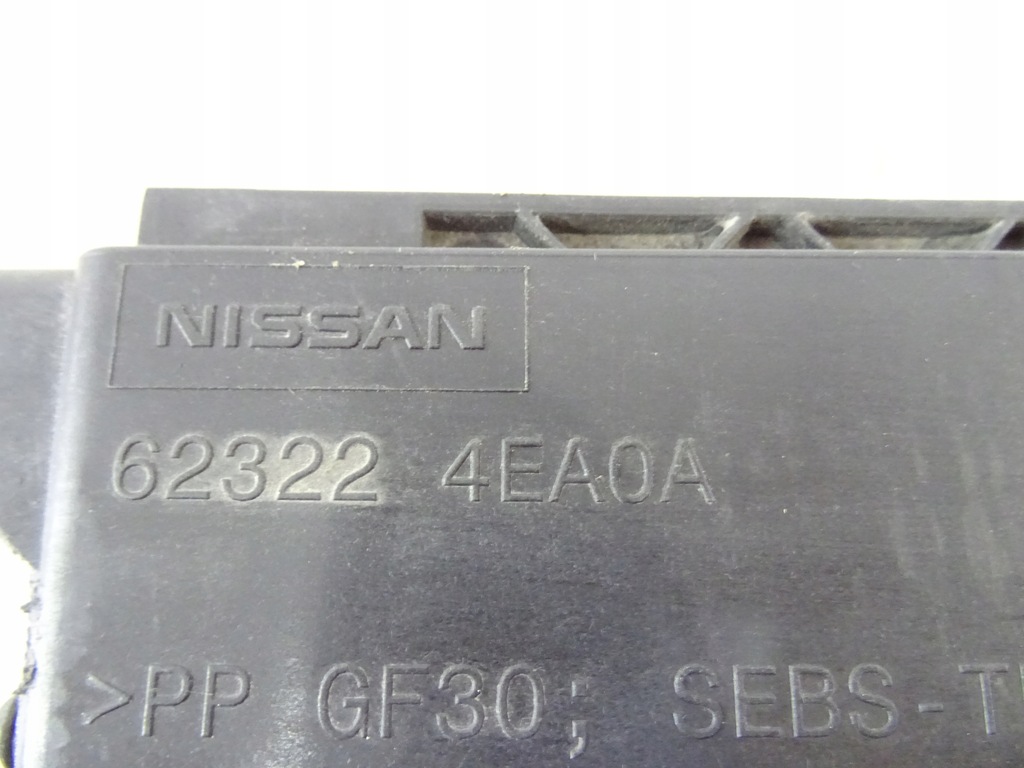 NISSAN
62322 4EA0A
>PP GF30; SEBS-T